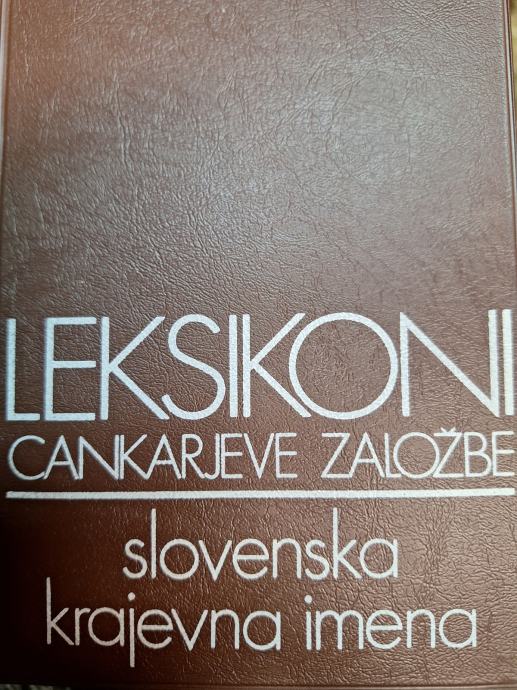 LEKSIKONI
CANKARJEVE ZALOŽBE
slovenska
krajevna imena